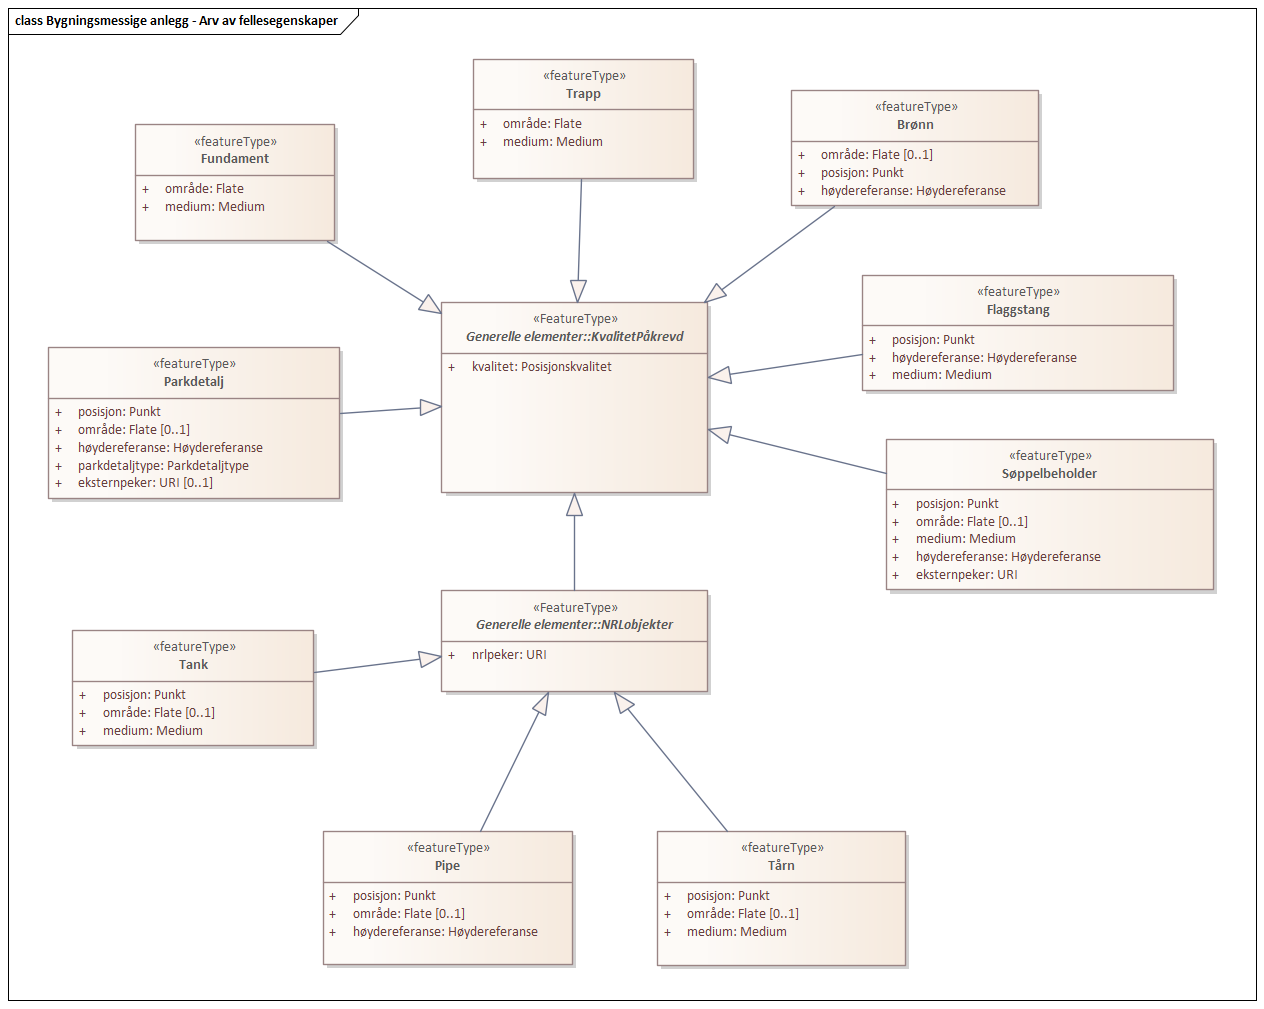 class Bygningsmessige anlegg - Arv av fellesegenskaper
«featureType»
Trapp
+ område: Flate
+ medium: Medium
«featureType»
Brønn
+ område: Flate [0..1]
+ posisjon: Punkt
+ høydereferanse: Høydereferanse
«featureType»
Fundament
+ område: Flate
+ medium: Medium
«featureType»
Flaggstang
+ posisjon: Punkt
+ høydereferanse: Høydereferanse
+ medium: Medium
«FeatureType»
Generelle elementer::KvalitetPåkrevd
+ kvalitet: Posisjonskvalitet
«featureType»
Parkdetalj
+ posisjon: Punkt
+ område: Flate [0..1]
+ høydereferanse: Høydereferanse
+ parkdetaljtype: Parkdetaljtype
+ eksternpeker: URI [0..1]
«featureType»
Søppelbeholder
+ posisjon: Punkt
+ område: Flate [0..1]
+ medium: Medium
+ høydereferanse: Høydereferanse
+ eksternpeker: URI
«FeatureType»
Generelle elementer::NRLobjekter
+ nrlpeker: URI
«featureType»
Tank
+ posisjon: Punkt
+ område: Flate [0..1]
+ medium: Medium
«featureType»
Pipe
+ posisjon: Punkt
+ område: Flate [0..1]
+ høydereferanse: Høydereferanse
«featureType»
Tårn
+ posisjon: Punkt
+ område: Flate [0..1]
+ medium: Medium